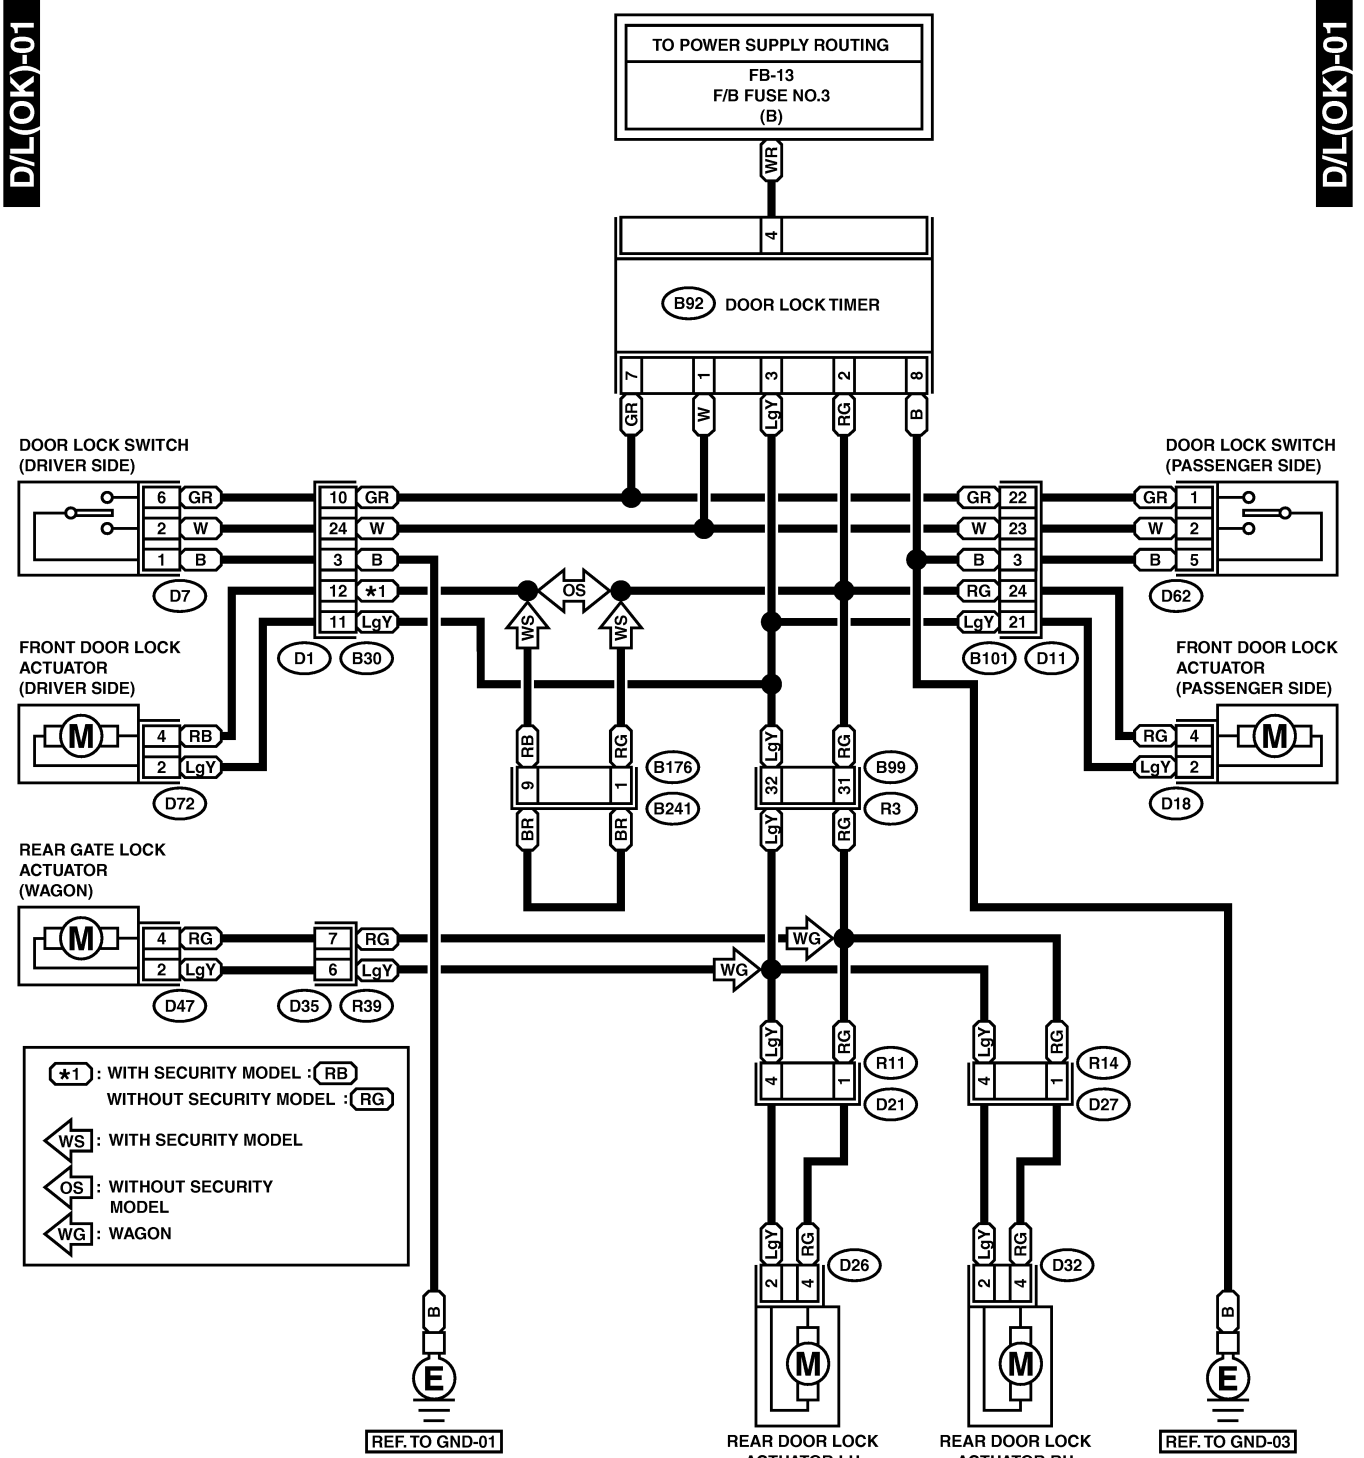 D/L(OK)-01
D/L(OK)-01
TO POWER SUPPLY ROUTING
FB-13
F/B FUSE NO.3
(B)
WR
4
B92 DOOR LOCK TIMER
7 1 3 2 8
GR W LgY RG B
DOOR LOCK SWITCH
(DRIVER SIDE)
6 GR 10 GR
2 W 24 W
1 B 3 B
12 *1
11 LgY
D7
D1 B30
DOOR LOCK SWITCH
(PASSENGER SIDE)
GR 22 GR 1
W 23 W 2
B 3 B 5
RG 24
LgY 21
D62
B101 D11
OS
WS WS
FRONT DOOR LOCK
ACTUATOR
(DRIVER SIDE)
M 4 RB
2 LgY
D72
FRONT DOOR LOCK
ACTUATOR
(PASSENGER SIDE)
RG 4 M
LgY 2
D18
RB RG
9 1
BR BR
B176
B241
LgY RG
32 31
LgY RG
B99
R3
REAR GATE LOCK
ACTUATOR
(WAGON)
M 4 RG 7 RG
2 LgY 6 LgY
D47 D35 R39
WG
WG
LgY RG
4 1
R11
D21
LgY RG
4 1
R14
D27
*1 : WITH SECURITY MODEL : RB
WITHOUT SECURITY MODEL : RG
WS : WITH SECURITY MODEL
OS : WITHOUT SECURITY
MODEL
WG : WAGON
LgY RG
2 4
D26
M
LgY RG
2 4
D32
M
B
E
REF. TO GND-01
B
E
REF. TO GND-03
REAR DOOR LOCK
ACTUATOR LH
REAR DOOR LOCK
ACTUATOR RH